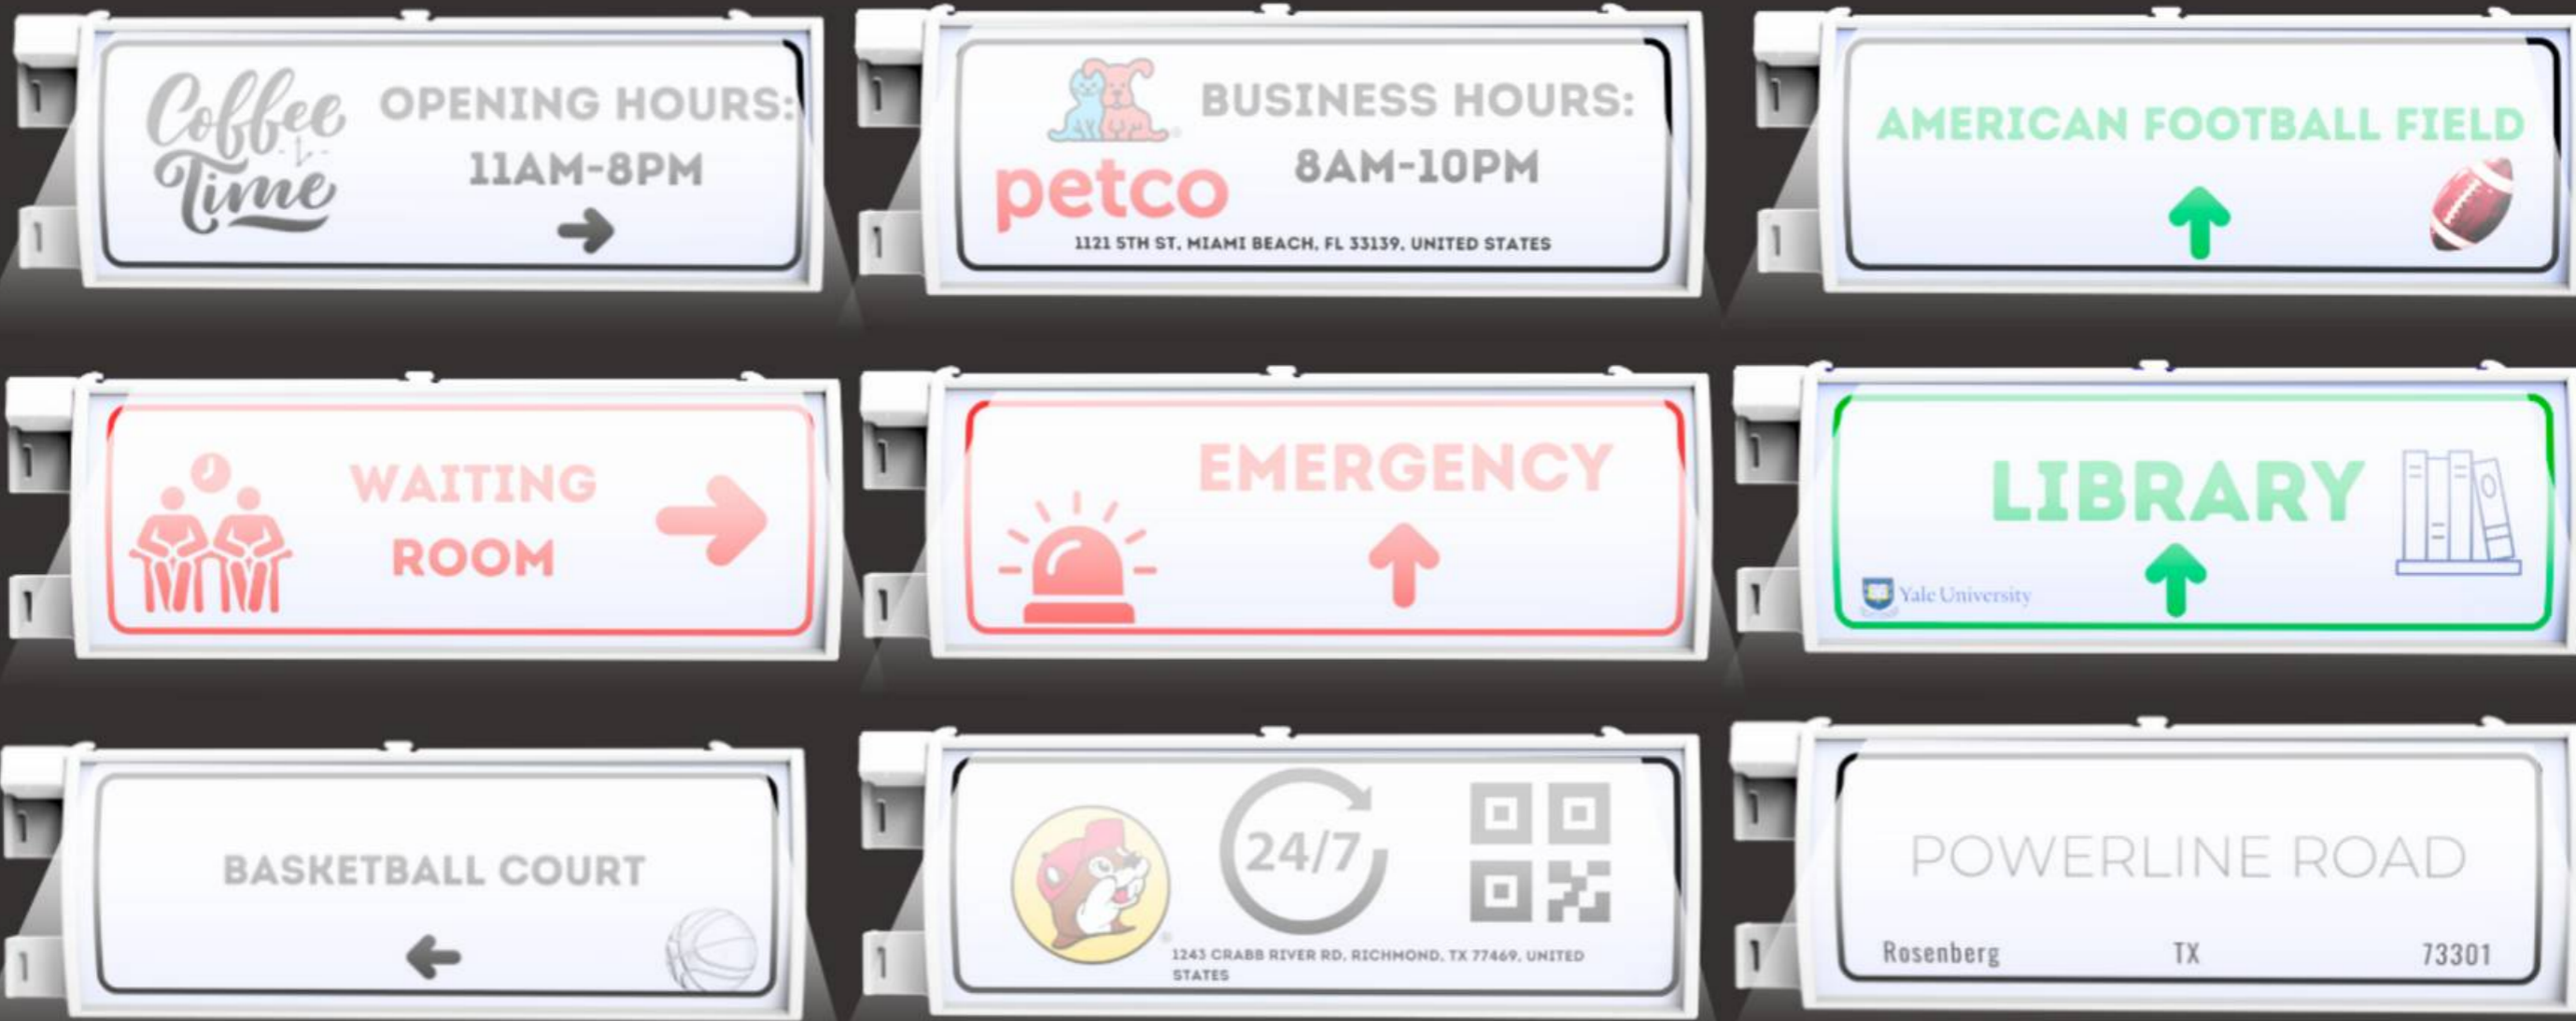 Coffee
Time
OPENING HOURS:
11AM-8PM
petco
BUSINESS HOURS:
8AM-10PM
1121 5TH ST, MIAMI BEACH, FL 33139, UNITED STATES
AMERICAN FOOTBALL FIELD
WAITING
ROOM
EMERGENCY
LIBRARY
Yale University
BASKETBALL COURT
24/7
1243 CRABB RIVER RD, RICHMOND, TX 77469, UNITED
STATES
POWERLINE ROAD
Rosenberg TX 73301